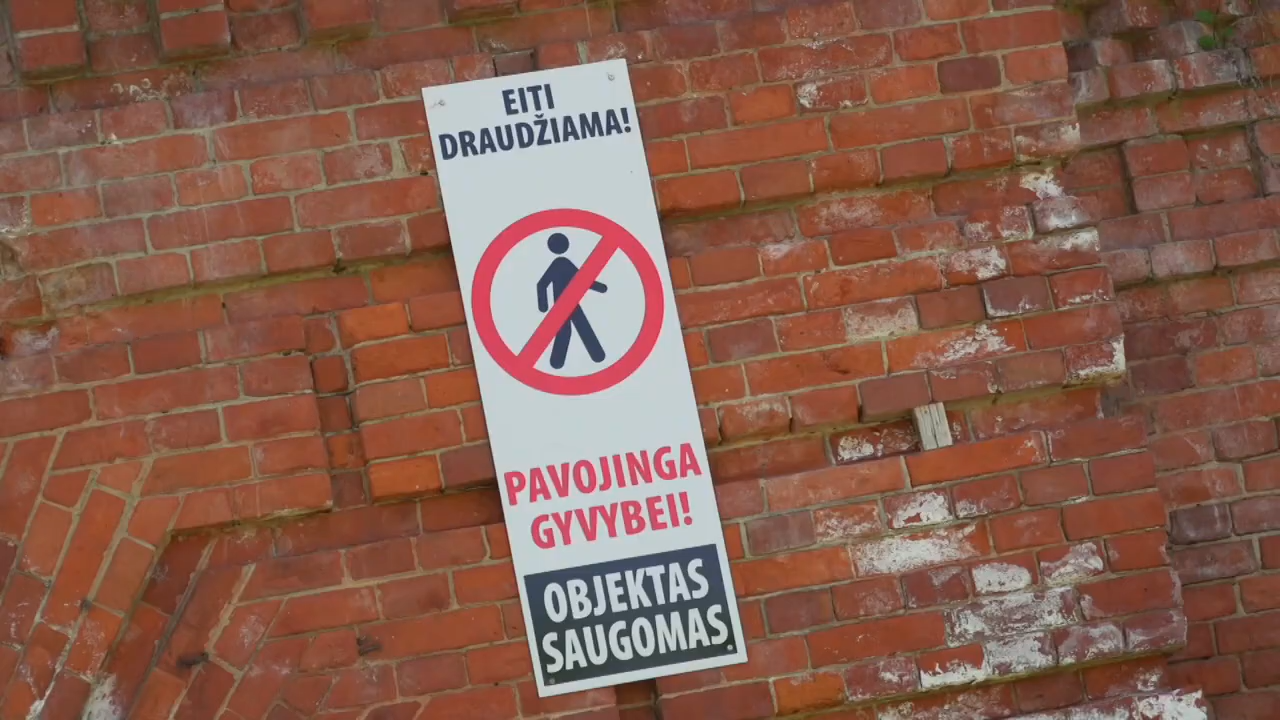 EITI
DRAUDŽIAMA!
PAVOJINGA
GYVYBEI!
OBJEKTAS
SAUGOMAS